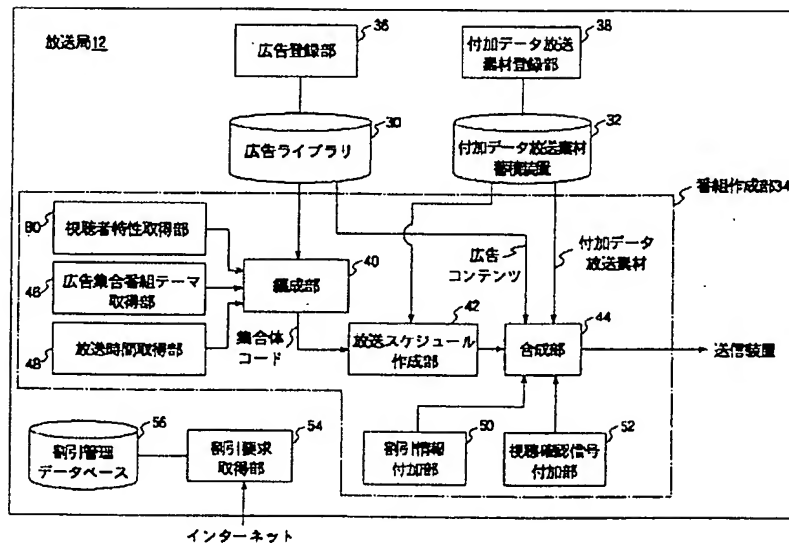 放送局12
36
広告登録部
38
付加データ放送
素材登録部
30
広告ライブラリ
32
付加データ放送素材
蓄積装置
番組作成部34
80
視聴者特性取得部
46
広告集合番組テーマ
取得部
48
放送時間取得部
40
編成部
集合体
コード
42
放送スケジュール
作成部
広告
コンテンツ
付加データ
放送素材
44
合成部
送信装置
56
割引管理
データベース
54
割引要求
取得部
50
割引情報
付加部
52
視聴確認信号
付加部
インターネット